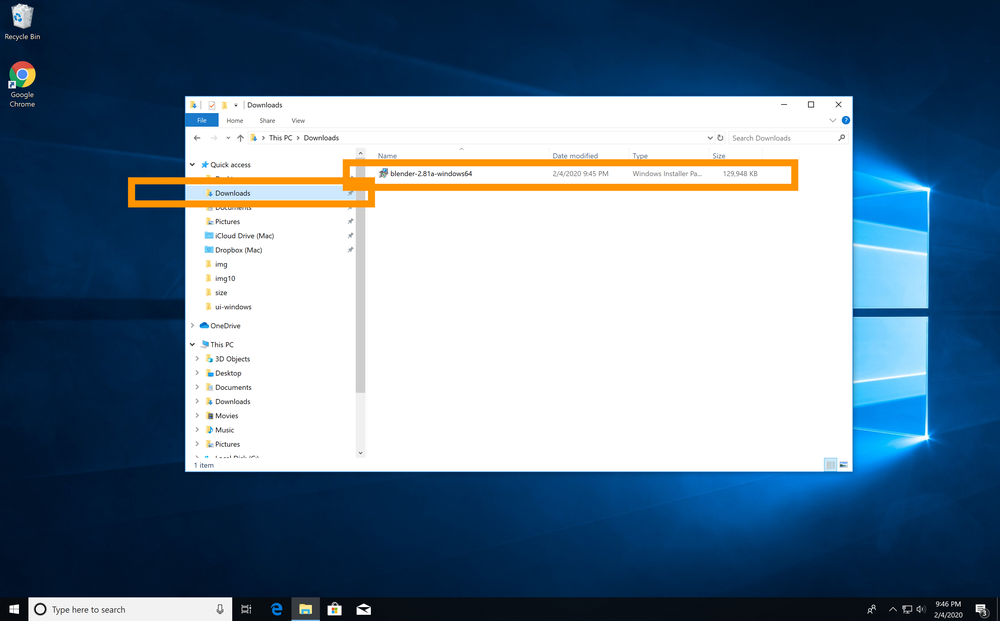 Recycle Bin
Google
Chrome
Downloads
File Home Share View
This PC > Downloads
Search Downloads
Name Date modified Type Size
blender-2.81a-windows64 2/4/2020 9:45 PM Windows Installer Pa... 129,948 KB
Quick access
Downloads
Documents
Pictures
iCloud Drive (Mac)
Dropbox (Mac)
img
img10
size
ui-windows
OneDrive
This PC
3D Objects
Desktop
Documents
Downloads
Movies
Music
Pictures
1 item
Type here to search
9:46 PM
2/4/2020
3